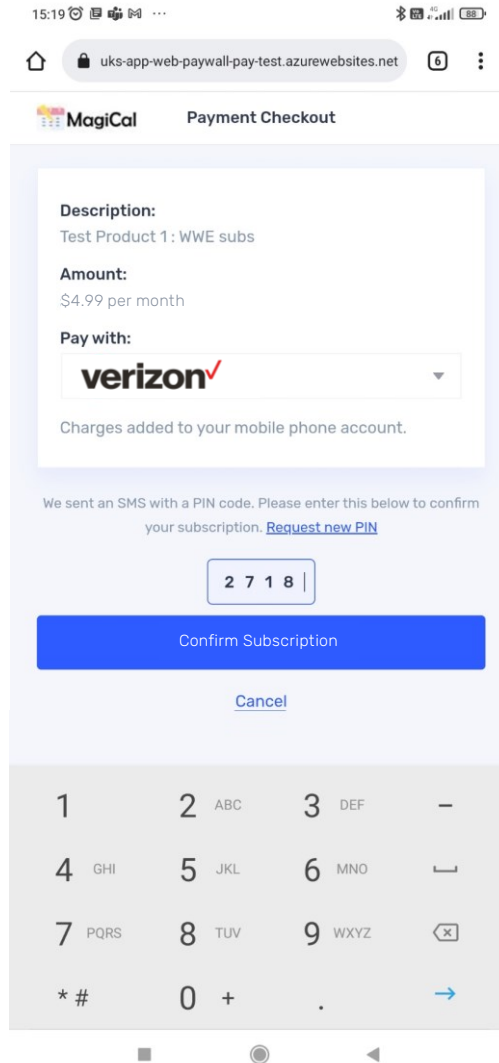 15:19
4G
88
uks-app-web-paywall-pay-test.azurewebsites.net
6
MagiCal
Payment Checkout
Description:
Test Product 1 : WWE subs
Amount:
$4.99 per month
Pay with:
verizon
Charges added to your mobile phone account.
We sent an SMS with a PIN code. Please enter this below to confirm
your subscription. Request new PIN
2 7 1 8
Confirm Subscription
Cancel
1 2 ABC 3 DEF –
4 GHI 5 JKL 6 MNO
7 PQRS 8 TUV 9 WXYZ
* # 0 + .